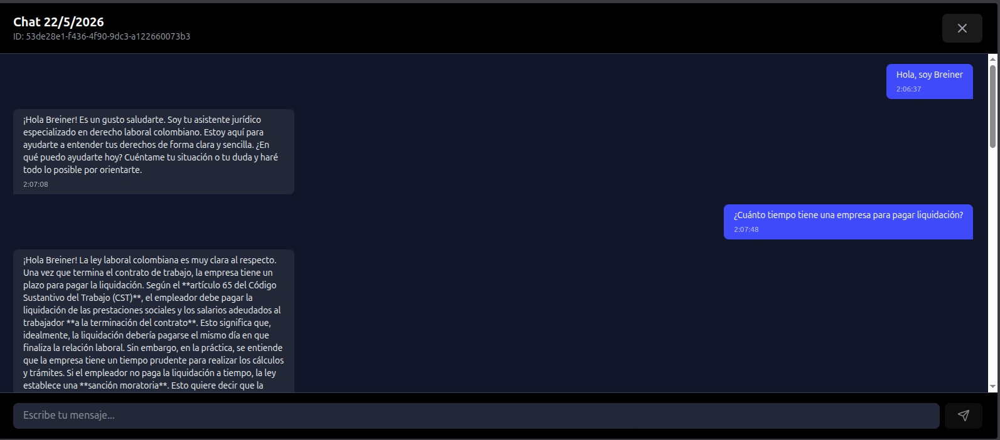 Chat 22/5/2026
ID: 53de28e1-f436-4f90-9dc3-a122660073b3
Hola, soy Breiner
2:06:37
¡Hola Breiner! Es un gusto saludarte. Soy tu asistente jurídico
especializado en derecho laboral colombiano. Estoy aquí para
ayudarte a entender tus derechos de forma clara y sencilla. ¿En
qué puedo ayudarte hoy? Cuéntame tu situación o tu duda y haré
todo lo posible por orientarte.
2:07:08
¿Cuánto tiempo tiene una empresa para pagar liquidación?
2:07:48
¡Hola Breiner! La ley laboral colombiana es muy clara al respecto.
Una vez que termina el contrato de trabajo, la empresa tiene un
plazo para pagar la liquidación. Según el **artículo 65 del Código
Sustantivo del Trabajo (CST)**, el empleador debe pagar la
liquidación de las prestaciones sociales y los salarios adeudados al
trabajador **a la terminación del contrato**. Esto significa que,
idealmente, la liquidación debería pagarse el mismo día en que
finaliza la relación laboral. Sin embargo, en la práctica, se entiende
que la empresa tiene un tiempo prudente para realizar los cálculos
y trámites. Si el empleador no paga la liquidación a tiempo, la ley
establece una **sanción moratoria**. Esto quiere decir que la
Escribe tu mensaje...